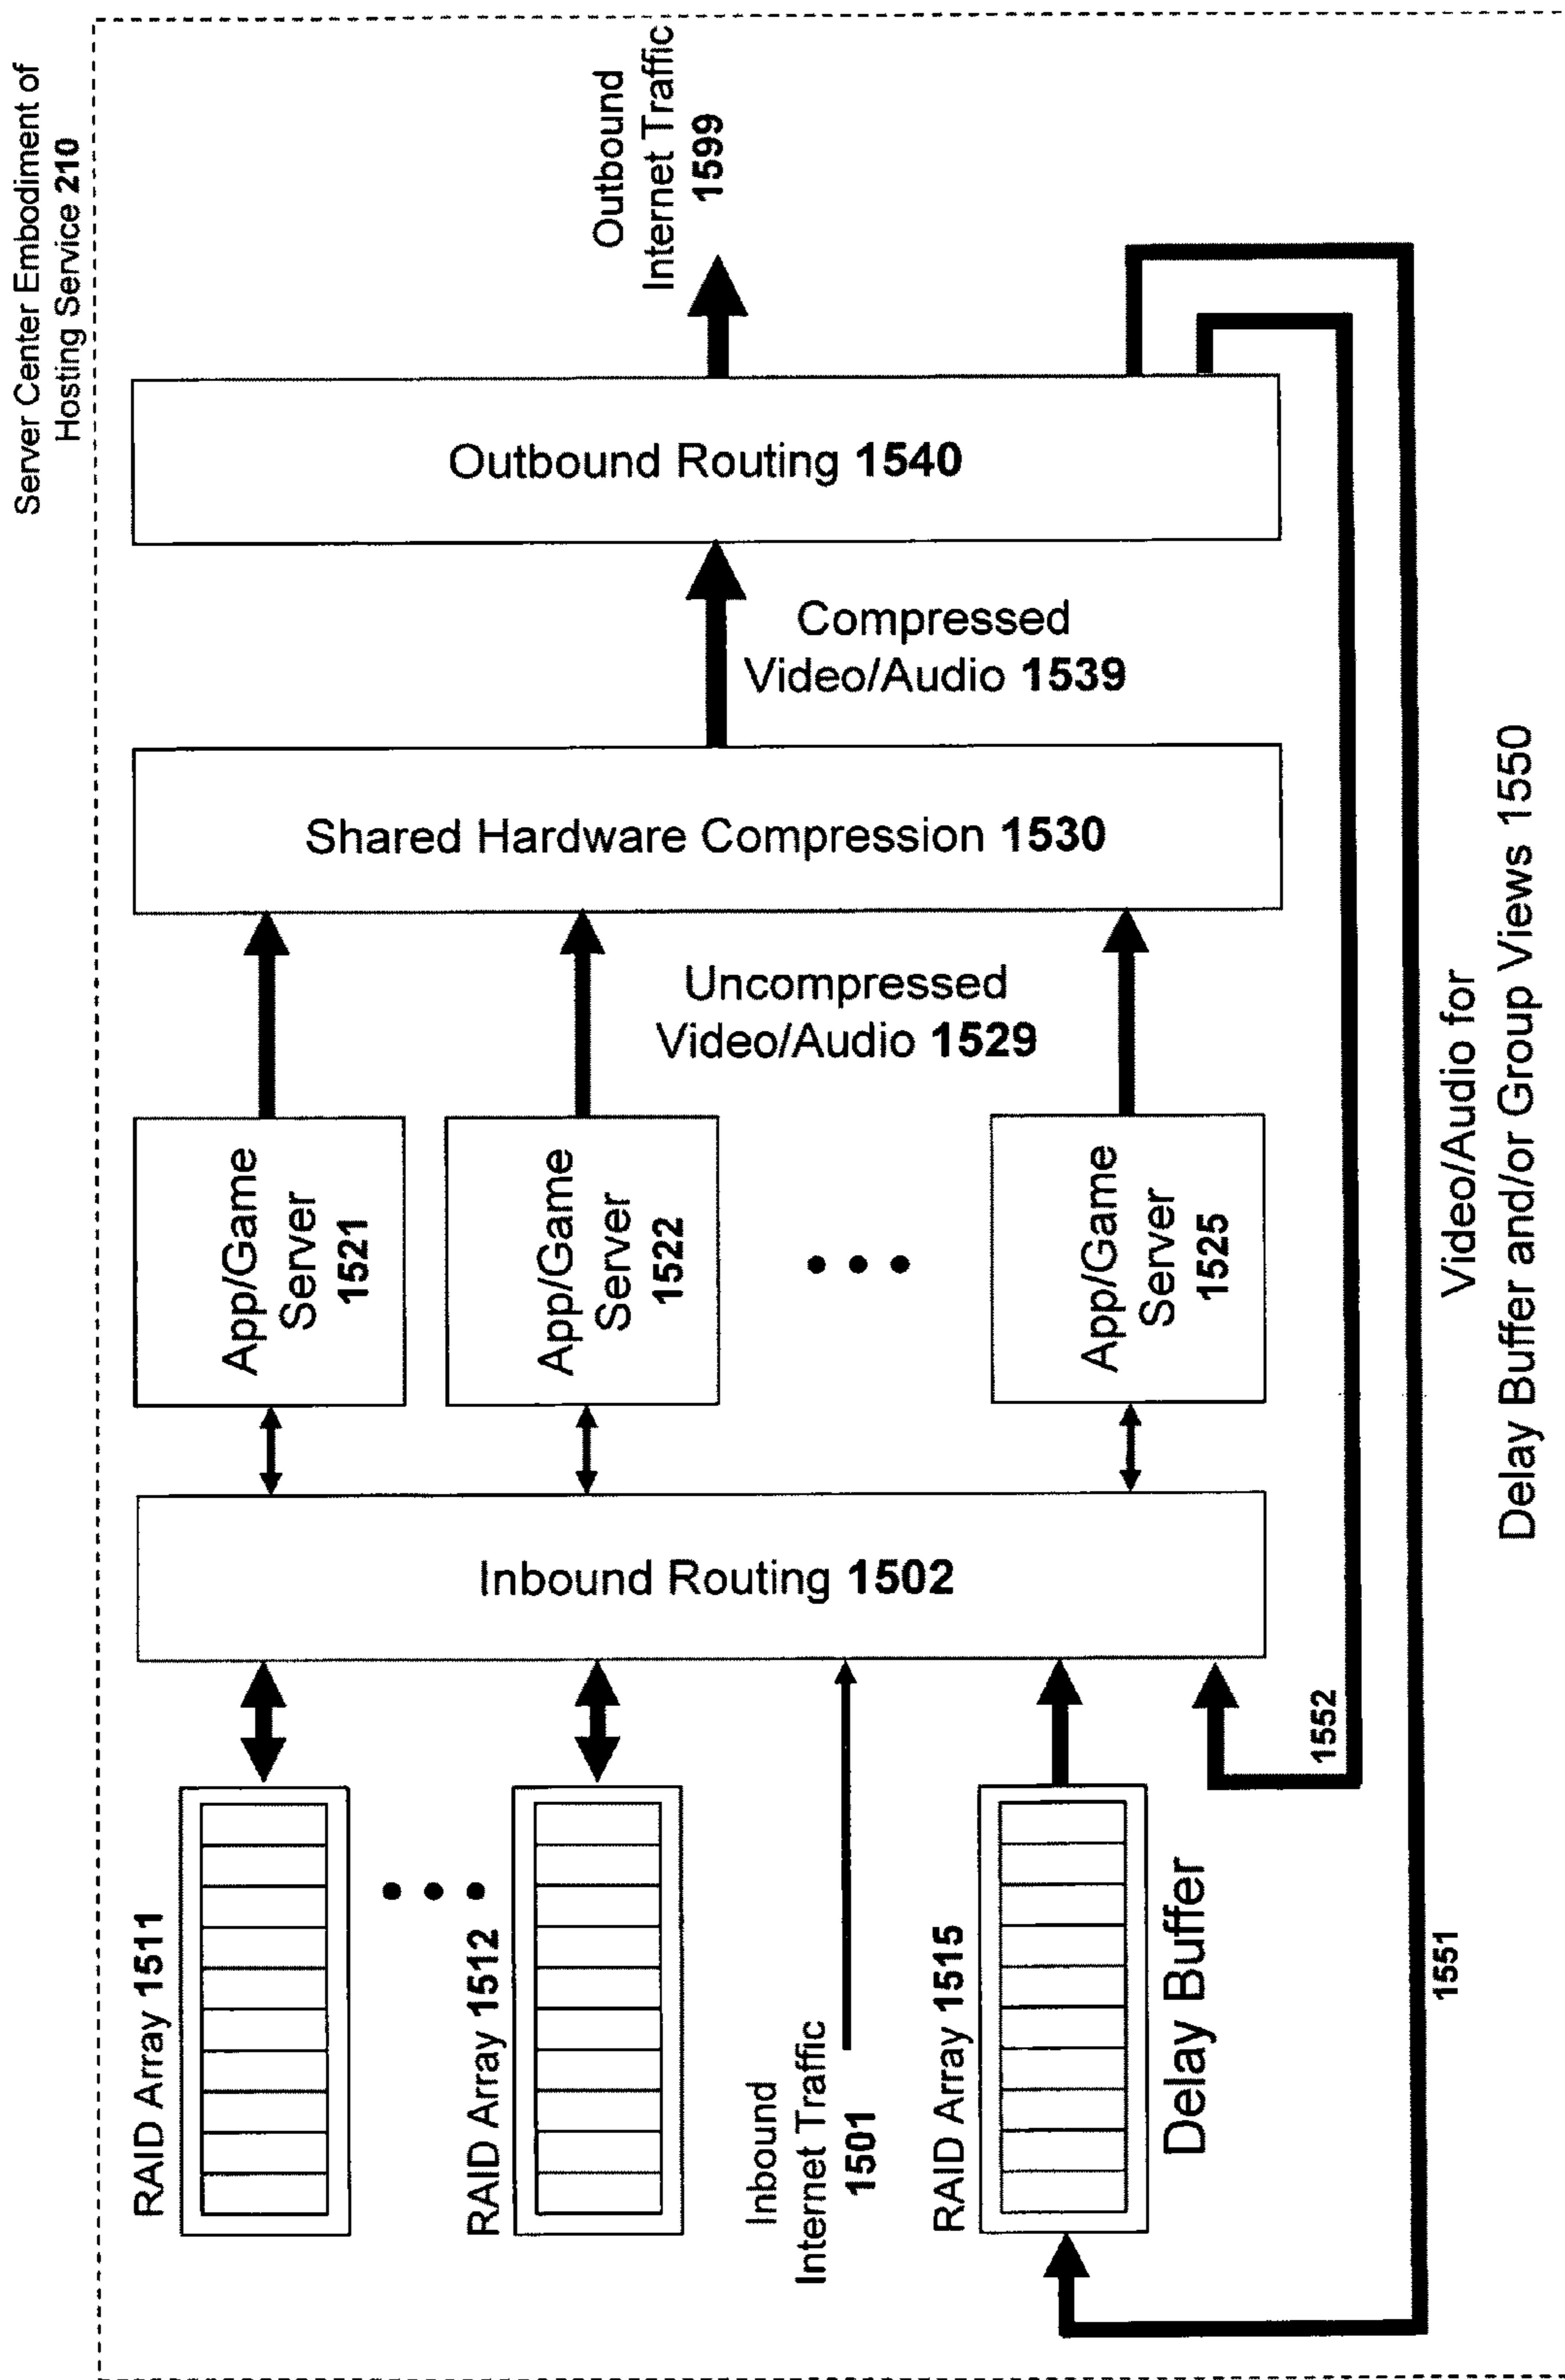 Server Center Embodiment of
Hosting Service 210
RAID Array 1511
RAID Array 1512
Inbound
Internet Traffic
1501
RAID Array 1515
Delay Buffer
Inbound Routing 1502
App/Game
Server
1521
App/Game
Server
1522
App/Game
Server
1525
Uncompressed
Video/Audio 1529
Shared Hardware Compression 1530
Compressed
Video/Audio 1539
Outbound Routing 1540
Outbound
Internet Traffic
1599
1552
1551
Video/Audio for
Delay Buffer and/or Group Views 1550